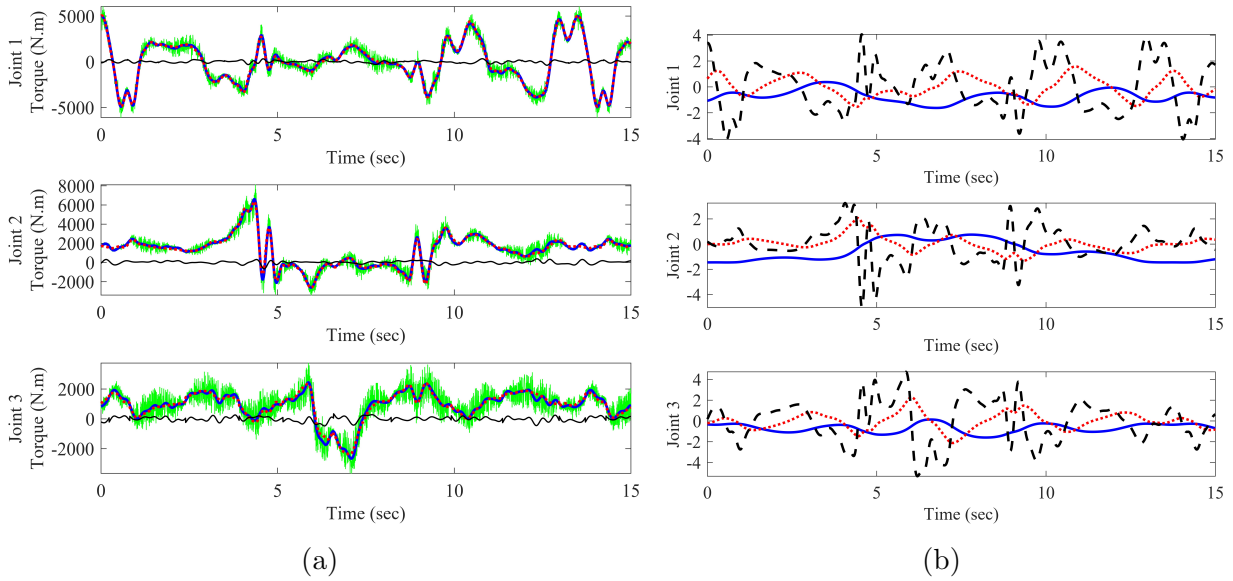 Joint 1
Torque (N.m)
5000
0
-5000
0
5
10
15
Time (sec)
Joint 2
Torque (N.m)
8000
6000
4000
2000
0
-2000
0
5
10
15
Time (sec)
Joint 3
Torque (N.m)
2000
0
-2000
0
5
10
15
Time (sec)
(a)
Joint 1
4
2
0
-2
-4
0
5
10
15
Time (sec)
Joint 2
2
0
-2
-4
0
5
10
15
Time (sec)
Joint 3
4
2
0
-2
-4
0
5
10
15
Time (sec)
(b)